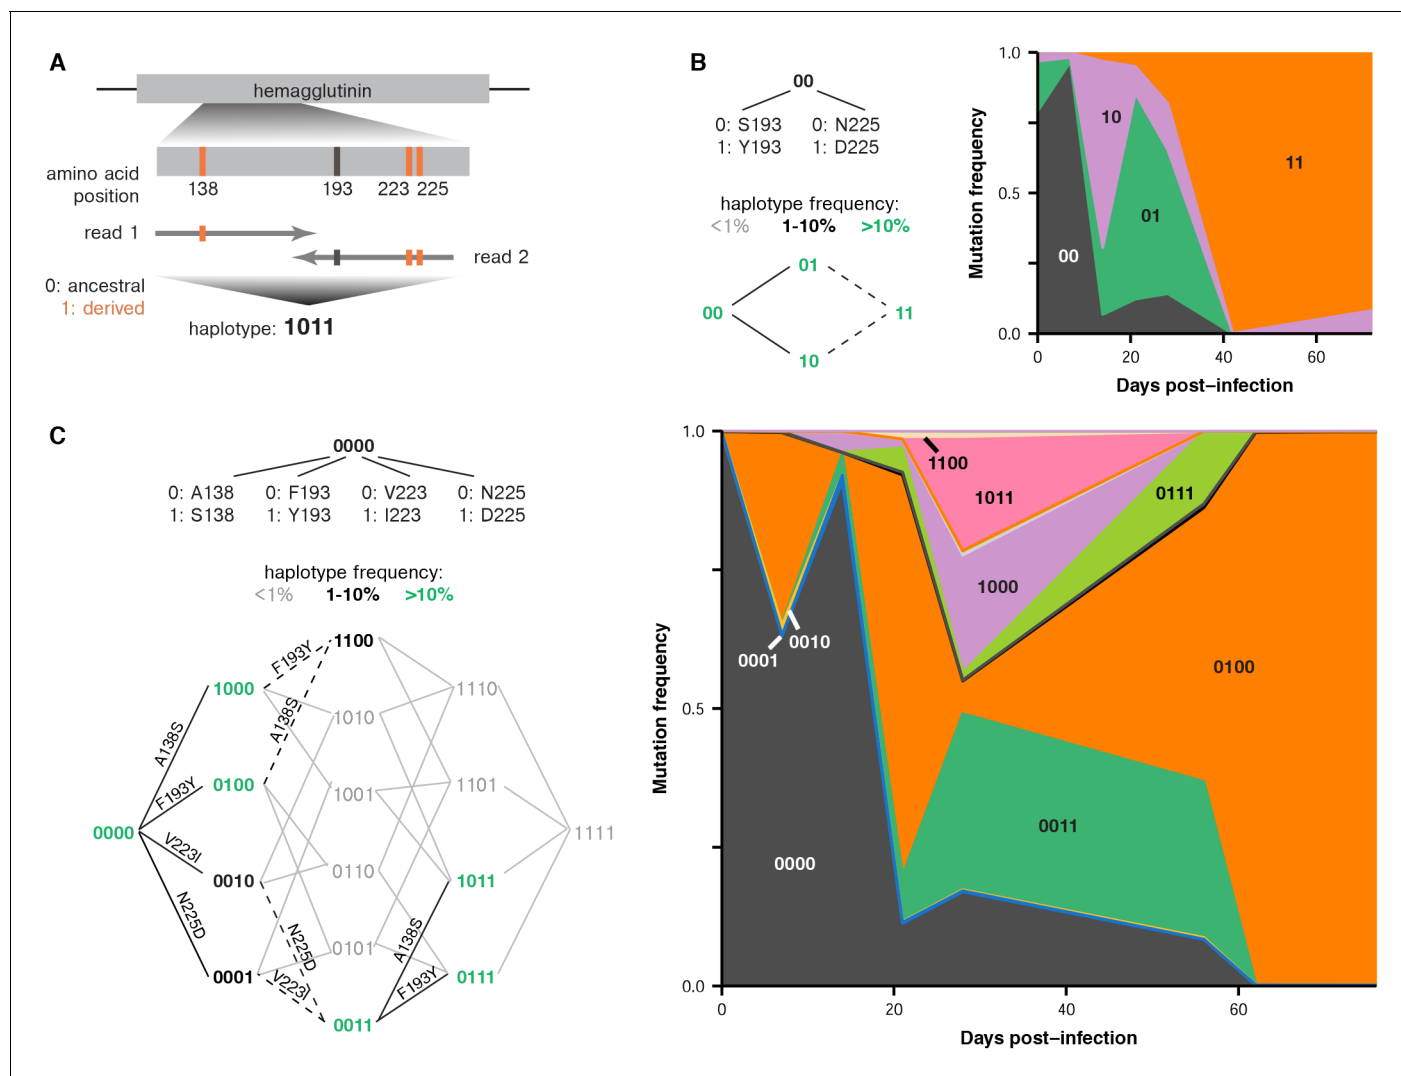 A
hemagglutinin
amino acid
position
138
193
223
225
read 1
read 2
0: ancestral
1: derived
haplotype: 1011
B
00
0: S193
1: Y193
0: N225
1: D225
haplotype frequency:
<1%
1-10%
>10%
01
00
11
10
Mutation frequency
1.0
0.5
0.0
10
11
01
00
0
20
40
60
Days post–infection
C
0000
0: A138
1: S138
0: F193
1: Y193
0: V223
1: I223
0: N225
1: D225
haplotype frequency:
<1%
1-10%
>10%
1100
F193Y
1000
1110
A138S
1010
A138S
0100
1101
F193Y
1001
0000
1111
V223I
0010
0110
1011
N225D
N225D
0101
A138S
0001
V223I
F193Y
0111
0011
Mutation frequency
1.0
0.5
0.0
1100
1011
0111
1000
0010
0001
0100
0011
0000
0
20
40
60
Days post–infection